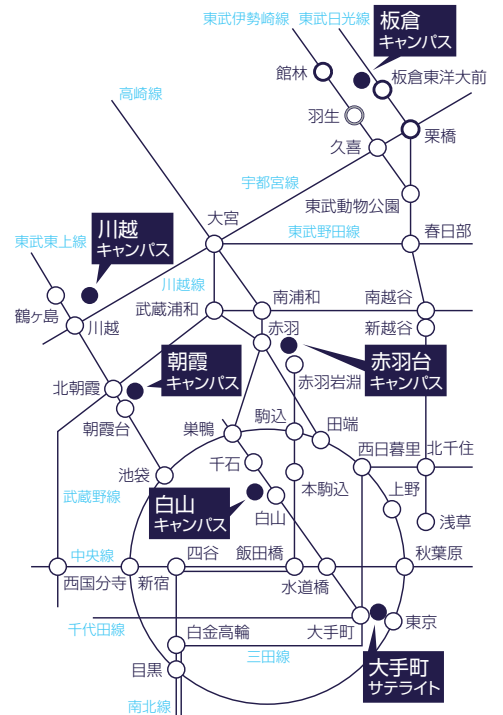 東武伊勢崎線
東武日光線
板倉
キャンパス
館林
板倉東洋大前
高崎線
羽生
栗橋
久喜
宇都宮線
東武動物公園
川越
キャンパス
大宮
東武東上線
東武野田線
春日部
川越線
鶴ヶ島
川越
武蔵浦和
南浦和
南越谷
新越谷
赤羽
朝霞
キャンパス
赤羽台
キャンパス
赤羽岩淵
北朝霞
朝霞台
巣鴨
駒込
田端
西日暮里
北千住
池袋
千石
本駒込
上野
武蔵野線
白山
キャンパス
白山
浅草
中央線
四谷
飯田橋
秋葉原
西国分寺
新宿
水道橋
千代田線
白金高輪
大手町
東京
三田線
目黒
大手町
サテライト
南北線